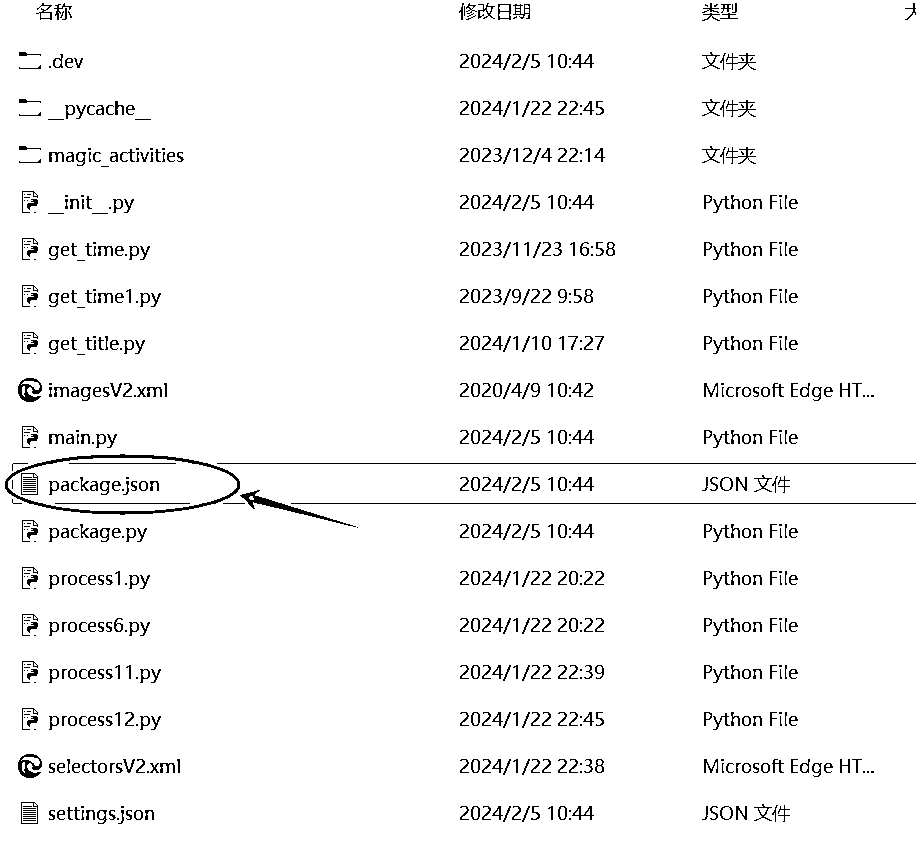 名称 修改日期 类型
.dev 2024/2/5 10:44 文件夹
__pycache__ 2024/1/22 22:45 文件夹
magic_activities 2023/12/4 22:14 文件夹
__init__.py 2024/2/5 10:44 Python File
get_time.py 2023/11/23 16:58 Python File
get_time1.py 2023/9/22 9:58 Python File
get_title.py 2024/1/10 17:27 Python File
imagesV2.xml 2020/4/9 10:42 Microsoft Edge HT...
main.py 2024/2/5 10:44 Python File
package.json 2024/2/5 10:44 JSON 文件
package.py 2024/2/5 10:44 Python File
process1.py 2024/1/22 20:22 Python File
process6.py 2024/1/22 20:22 Python File
process11.py 2024/1/22 22:39 Python File
process12.py 2024/1/22 22:45 Python File
selectorsV2.xml 2024/1/22 22:38 Microsoft Edge HT...
settings.json 2024/2/5 10:44 JSON 文件